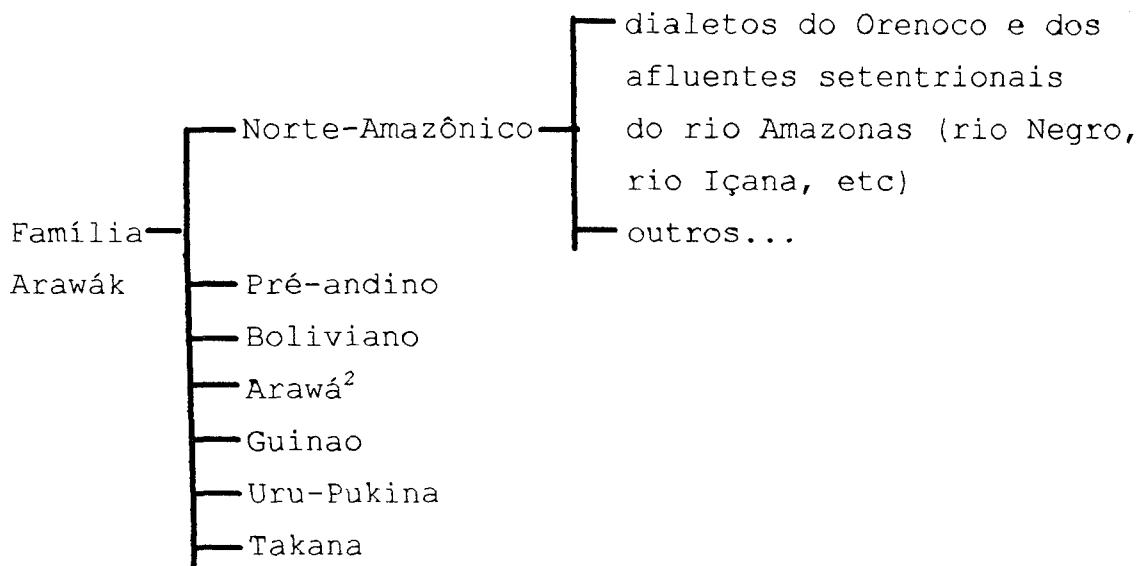 dialetos do Orenoco e dos
afluentes setentrionais
Norte-Amazônico
do rio Amazonas (rio Negro,
rio Içana, etc)
Família
outros...
Arawák
Pré-andino
Boliviano
Arawá²
Guinao
Uru-Pukina
Takana